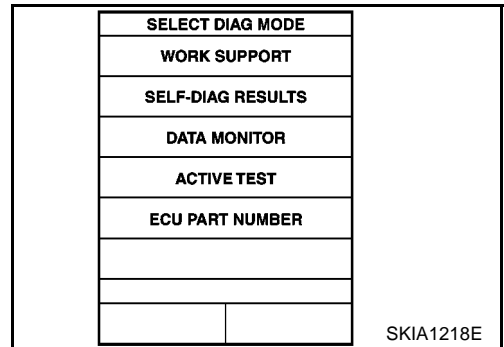 SELECT DIAG MODE
WORK SUPPORT
SELF-DIAG RESULTS
DATA MONITOR
ACTIVE TEST
ECU PART NUMBER
SKIA1218E